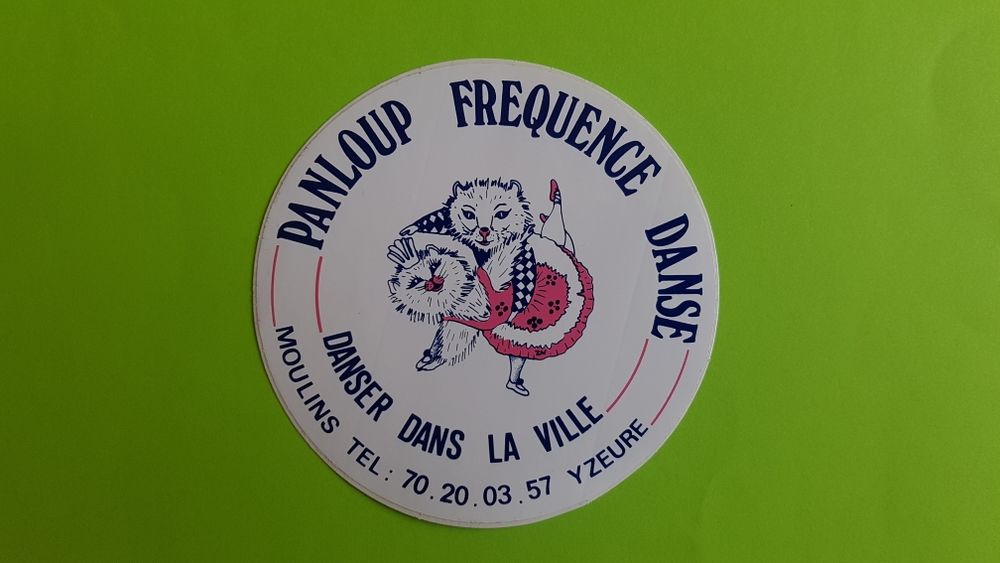 PANLOUP FREQUENCE DANSE
DANSER DANS LA VILLE
MOULINS TEL: 70.20.03.57 YZEURE